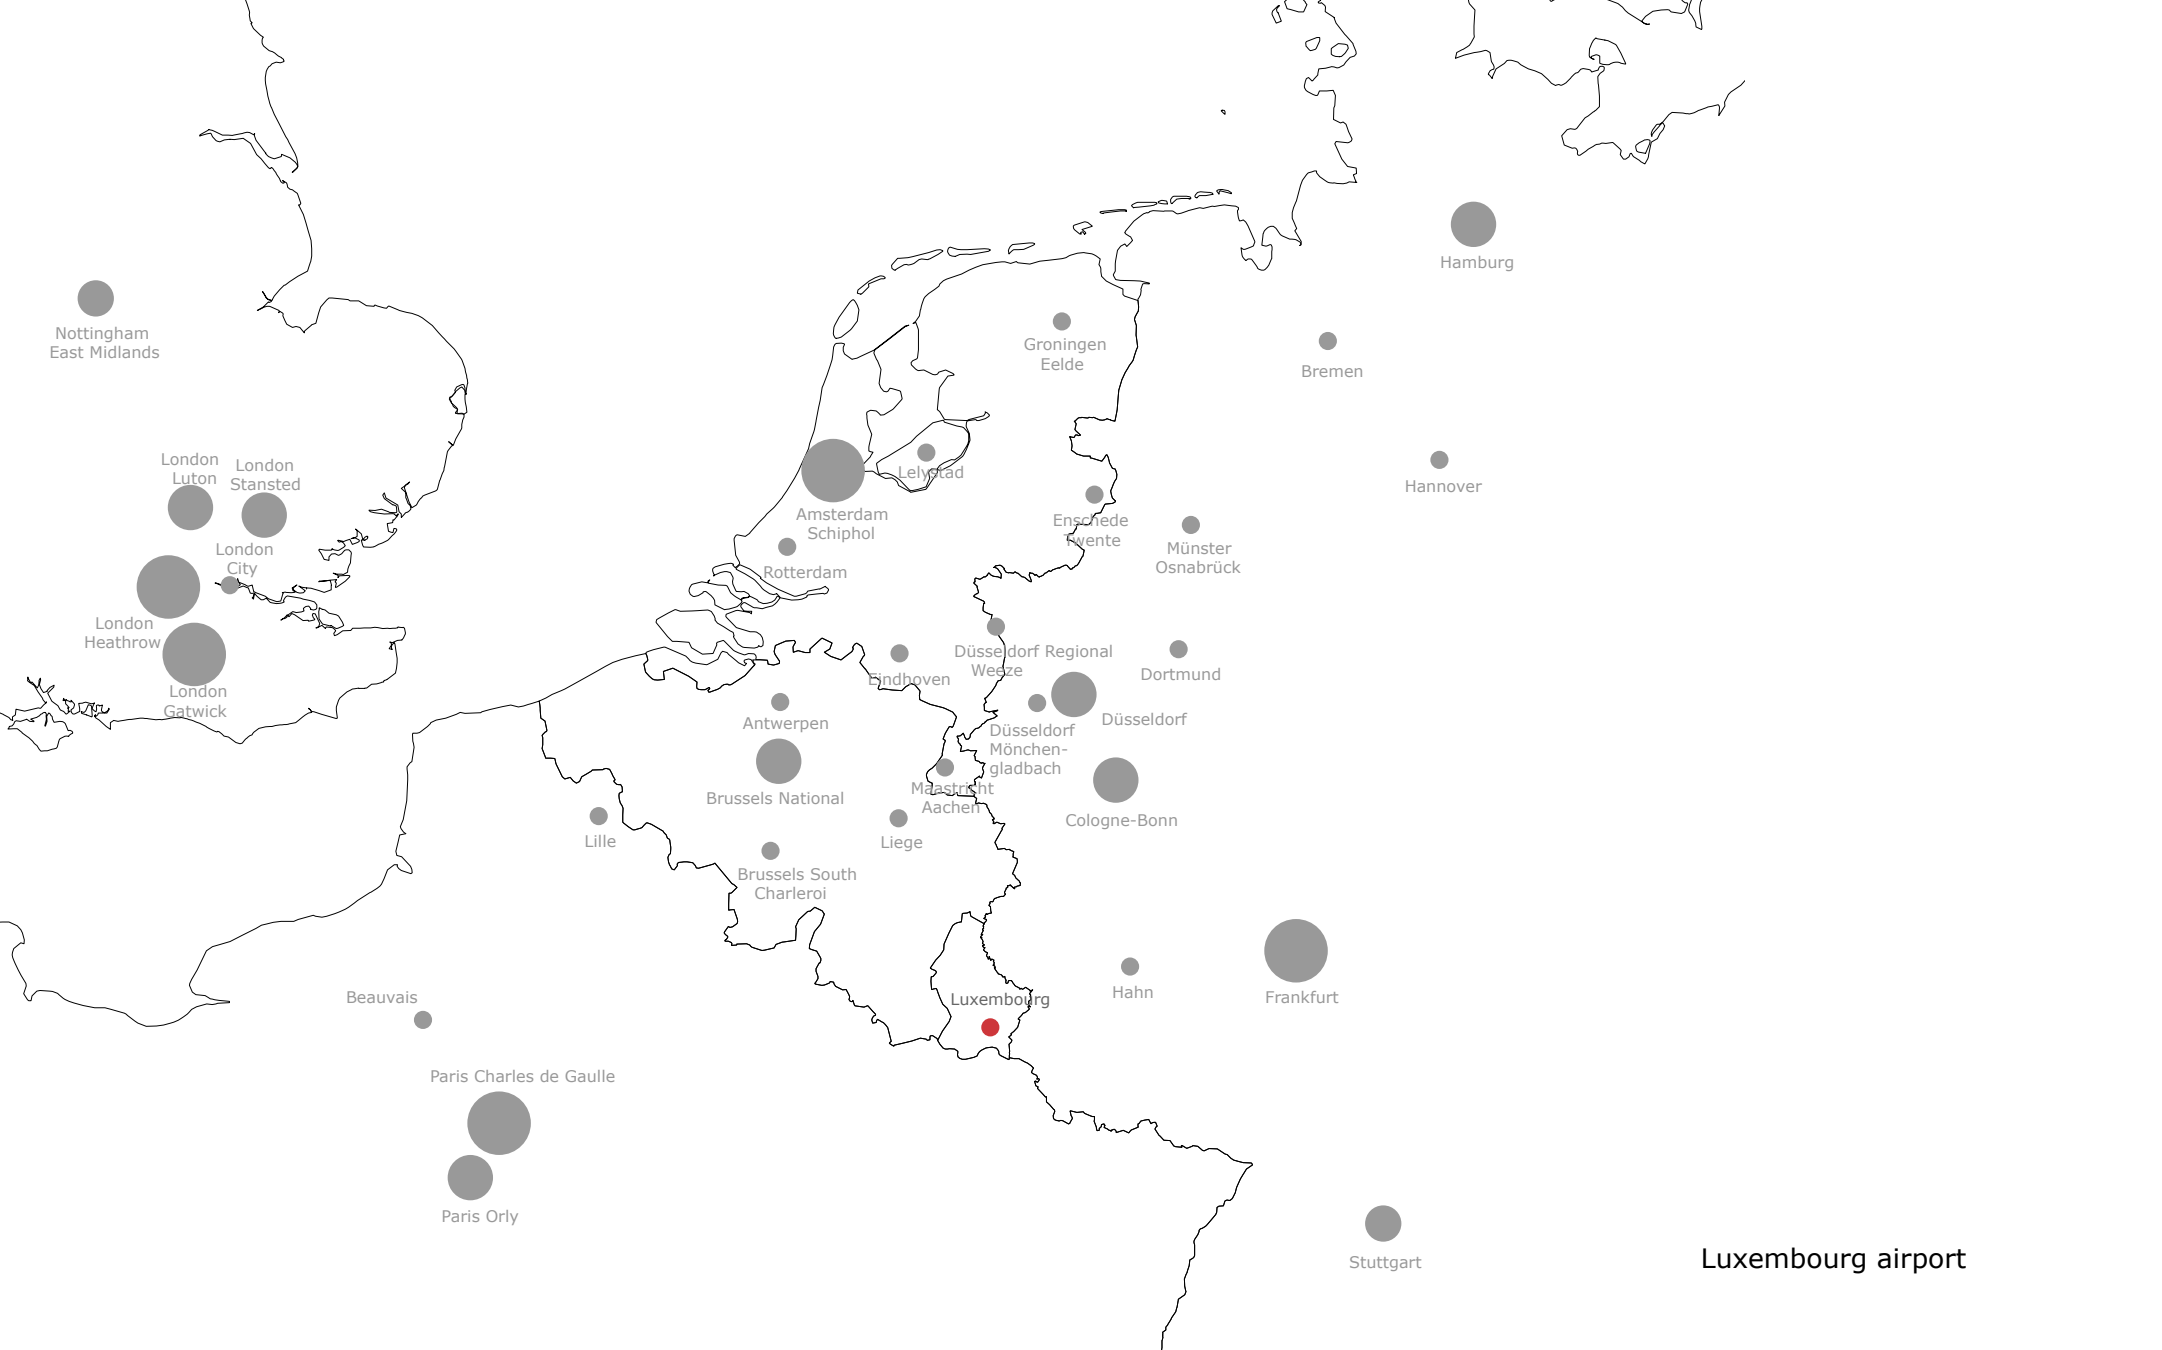 Hamburg
Nottingham
East Midlands
Groningen
Eelde
Bremen
London
Luton
London
Stansted
Lelystad
Hannover
Amsterdam
Schiphol
Enschede
Twente
London
City
Münster
Osnabrück
Rotterdam
London
Heathrow
Düsseldorf Regional
Weeze
Dortmund
Eindhoven
London
Gatwick
Antwerpen
Düsseldorf
Düsseldorf
Mönchen-
gladbach
Brussels National
Maastricht
Aachen
Cologne-Bonn
Lille
Liege
Brussels South
Charleroi
Beauvais
Luxembourg
Hahn
Frankfurt
Paris Charles de Gaulle
Paris Orly
Stuttgart
Luxembourg airport